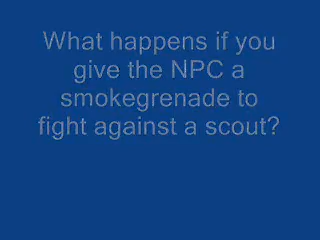 What happens if you
give the NPC a
smokegrenade to
fight against a scout?